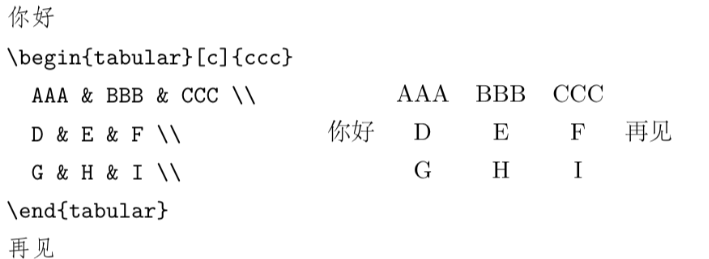 你好
\begin{tabular}[c]{ccc}
  AAA & BBB & CCC \\
  D & E & F \\
  G & H & I \\
\end{tabular}
再见
AAA BBB CCC
你好 D E F 再见
G H I